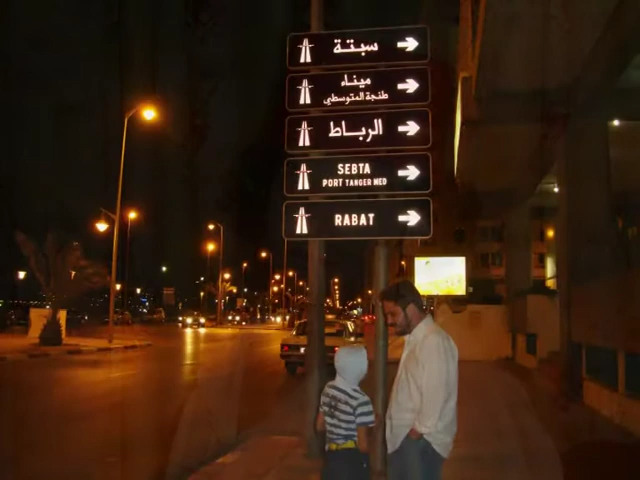 سبتة
ميناء
طنجة المتوسطي
الرباط
SEBTA
PORT TANGER MED
RABAT